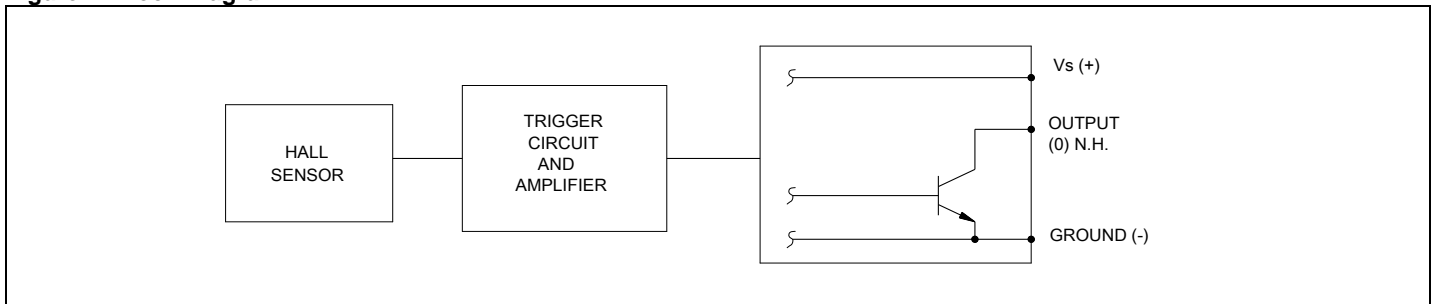 HALL
SENSOR
TRIGGER
CIRCUIT
AND
AMPLIFIER
Vs (+)
OUTPUT
(0) N.H.
GROUND (-)